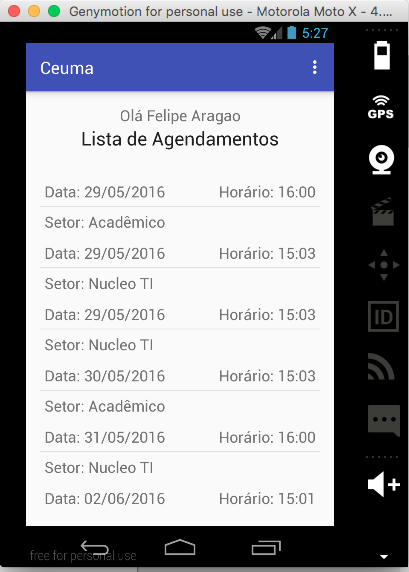 Genymotion for personal use - Motorola Moto X - 4....
5:27
Ceuma
Olá Felipe Aragao
Lista de Agendamentos
Data: 29/05/2016 Horário: 16:00
Setor: Acadêmico
Data: 29/05/2016 Horário: 15:03
Setor: Nucleo TI
Data: 29/05/2016 Horário: 15:03
Setor: Nucleo TI
Data: 30/05/2016 Horário: 15:03
Setor: Acadêmico
Data: 31/05/2016 Horário: 16:00
Setor: Nucleo TI
Data: 02/06/2016 Horário: 15:01
free for personal use
GPS
ID